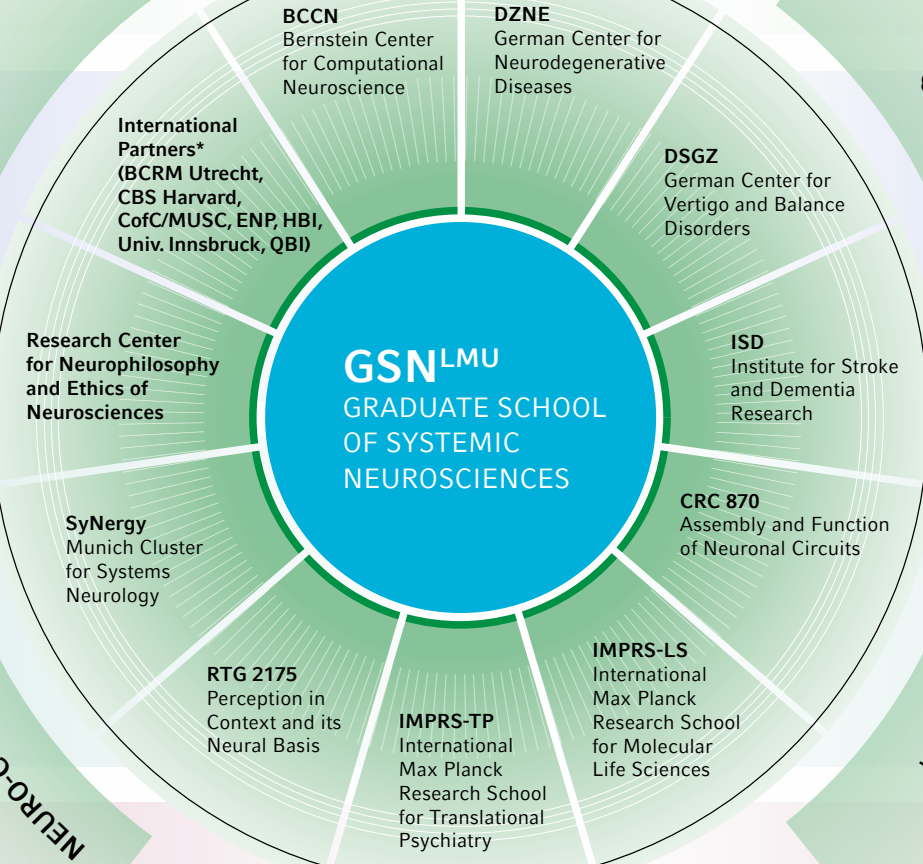 BCCN
Bernstein Center
for Computational
Neuroscience
DZNE
German Center for
Neurodegenerative
Diseases
International
Partners*
(BCRM Utrecht,
CBS Harvard,
CofC/MUSC, ENP, HBI,
Univ. Innsbruck, QBI)
DSGZ
German Center for
Vertigo and Balance
Disorders
Research Center
for Neurophilosophy
and Ethics of
Neurosciences
GSNLMU
GRADUATE SCHOOL
OF SYSTEMIC
NEUROSCIENCES
ISD
Institute for Stroke
and Dementia
Research
SyNergy
Munich Cluster
for Systems
Neurology
CRC 870
Assembly and Function
of Neuronal Circuits
RTG 2175
Perception in
Context and its
Neural Basis
IMPRS-TP
International
Max Planck
Research School
for Translational
Psychiatry
IMPRS-LS
International
Max Planck
Research School
for Molecular
Life Sciences
NEURO-